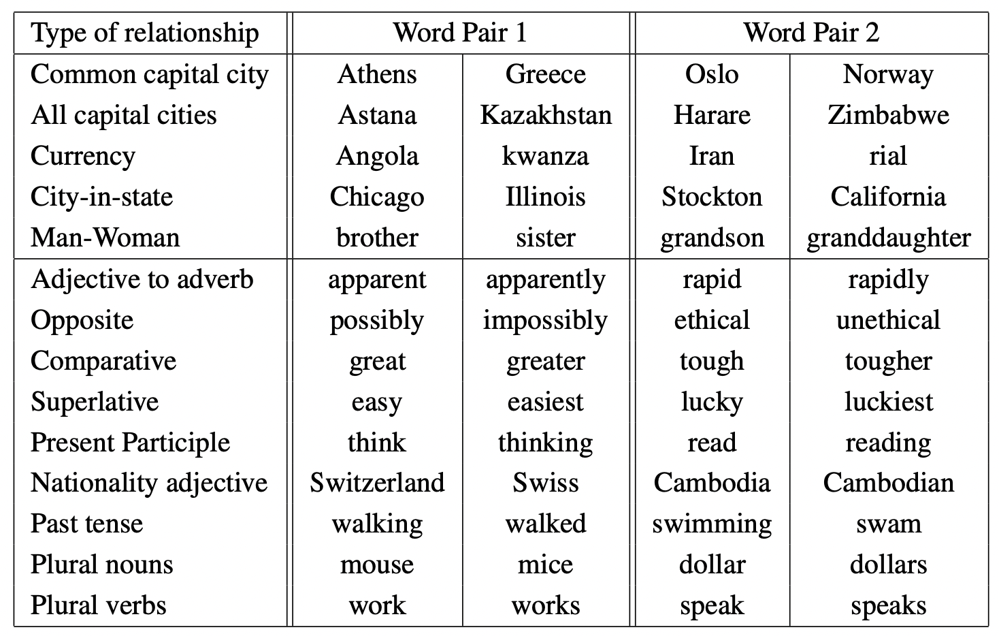 Type of relationship Word Pair 1 Word Pair 2
Common capital city Athens Greece Oslo Norway
All capital cities Astana Kazakhstan Harare Zimbabwe
Currency Angola kwanza Iran rial
City-in-state Chicago Illinois Stockton California
Man-Woman brother sister grandson granddaughter
Adjective to adverb apparent apparently rapid rapidly
Opposite possibly impossibly ethical unethical
Comparative great greater tough tougher
Superlative easy easiest lucky luckiest
Present Participle think thinking read reading
Nationality adjective Switzerland Swiss Cambodia Cambodian
Past tense walking walked swimming swam
Plural nouns mouse mice dollar dollars
Plural verbs work works speak speaks